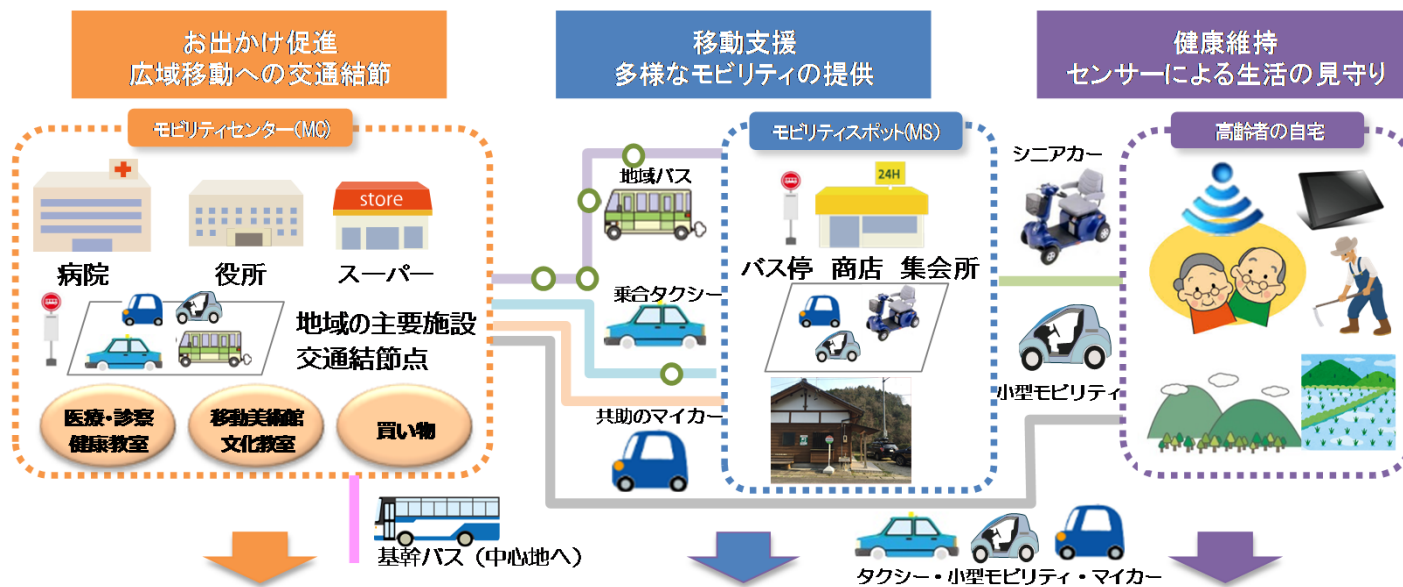 お出かけ促進
広域移動への交通結節
移動支援
多様なモビリティの提供
健康維持
センサーによる生活の見守り
モビリティセンター(MC)
store
病院
役所
スーパー
地域の主要施設
交通結節点
医療・診察
健康教室
移動美術館
文化教室
買い物
地域バス
乗合タクシー
共助のマイカー
基幹バス（中心地へ）
モビリティスポット(MS)
24H
バス停 商店 集会所
シニアカー
小型モビリティ
タクシー・小型モビリティ・マイカー
高齢者の自宅